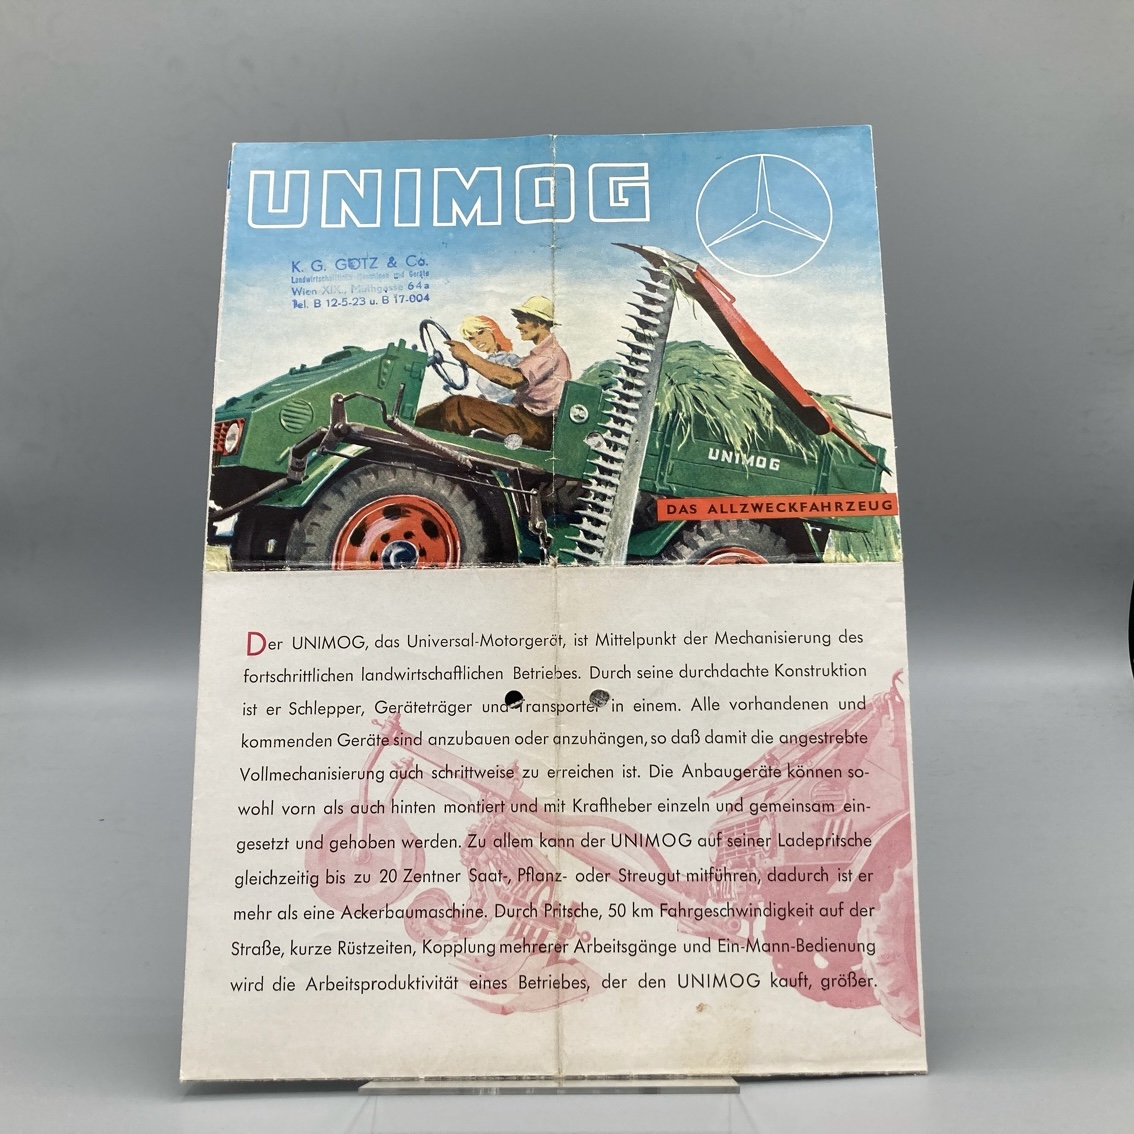 UNIMOG
K. G. GÖTZ & Co.
Landwirtschaftliche Maschinen und Geräte
Wien XIX., Muthgasse 64a
Tel. B 12-5-23 u. B 17-004
UNIMOG
DAS ALLZWECKFAHRZEUG
Der UNIMOG, das Universal-Motorgerät, ist Mittelpunkt der Mechanisierung des
fortschrittlichen landwirtschaftlichen Betriebes. Durch seine durchdachte Konstruktion
ist er Schlepper, Geräteträger und Transporter in einem. Alle vorhandenen und
kommenden Geräte sind anzubauen oder anzuhängen, so daß damit die angestrebte
Vollmechanisierung auch schrittweise zu erreichen ist. Die Anbaugeräte können so-
wohl vorn als auch hinten montiert und mit Kraftheber einzeln und gemeinsam ein-
gesetzt und gehoben werden. Zu allem kann der UNIMOG auf seiner Ladepritsche
gleichzeitig bis zu 20 Zentner Saat-, Pflanz- oder Streugut mitführen, dadurch ist er
mehr als eine Ackerbaumaschine. Durch Pritsche, 50 km Fahrgeschwindigkeit auf der
Straße, kurze Rüstzeiten, Kopplung mehrerer Arbeitsgänge und Ein-Mann-Bedienung
wird die Arbeitsproduktivität eines Betriebes, der den UNIMOG kauft, größer.